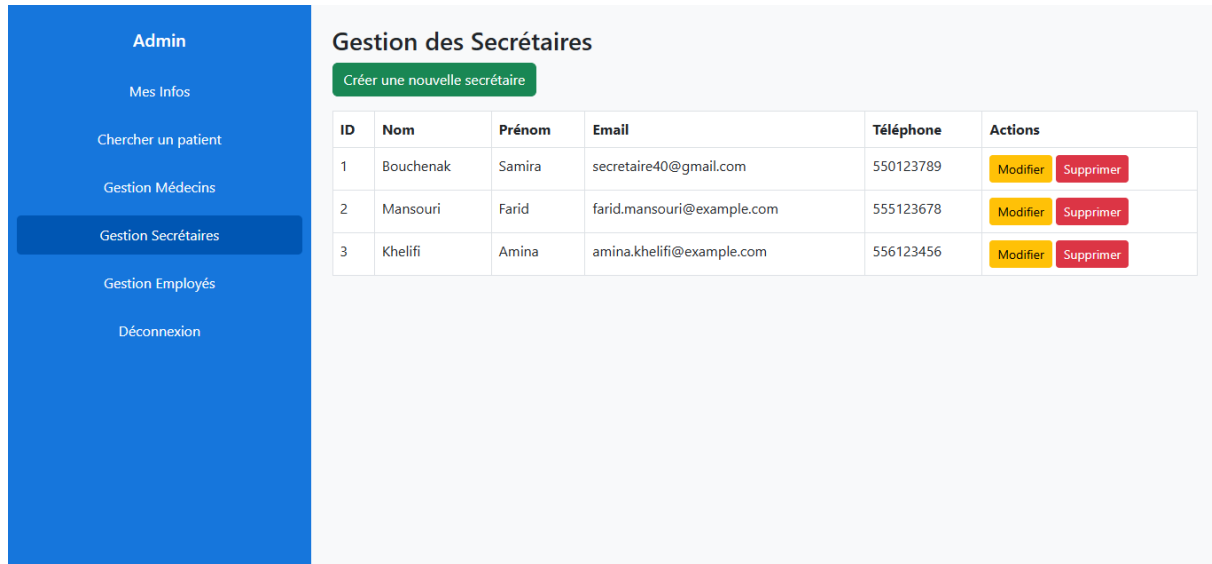 Admin
Mes Infos
Chercher un patient
Gestion Médecins
Gestion Secrétaires
Gestion Employés
Déconnexion
Gestion des Secrétaires
Créer une nouvelle secrétaire
ID Nom Prénom Email Téléphone Actions
1 Bouchenak Samira secretaire40@gmail.com 550123789 Modifier Supprimer
2 Mansouri Farid farid.mansouri@example.com 555123678 Modifier Supprimer
3 Khelifi Amina amina.khelifi@example.com 556123456 Modifier Supprimer